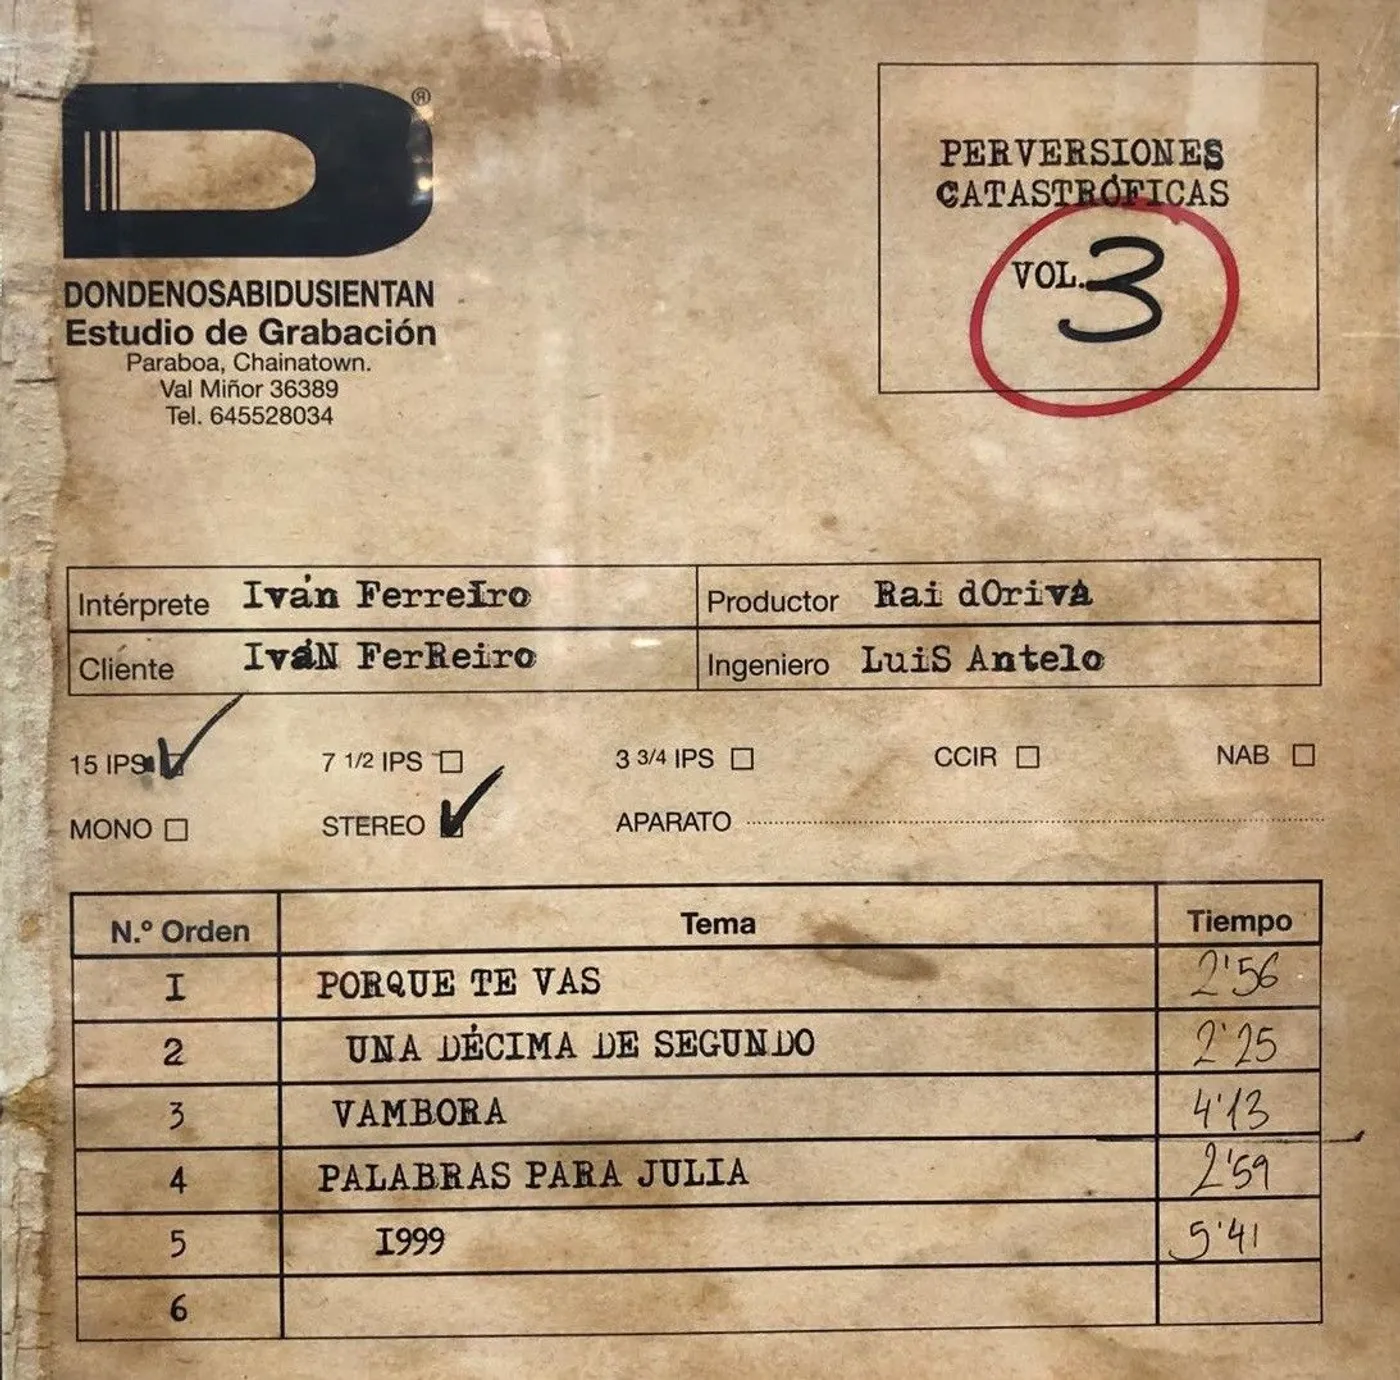 ®
DONDENOSABIDUSIENTAN
Estudio de Grabación
Paraboa, Chainatown.
Val Miñor 36389
Tel. 645528034
PERVERSIONES
CATASTRÓFICAS
VOL. 3
Intérprete Iván FerreIro Productor Rai dOrivA
Cliente IváN FerReiro Ingeniero LuiS Antelo
15 IPS 7 1/2 IPS 3 3/4 IPS CCIR NAB
MONO STEREO APARATO
N.º Orden Tema Tiempo
I PORQUE TE VAS 2'56
2 UNA DÉCIMA DE SEGUNDO 2'25
3 VAMBORA 4'13
4 PALABRAS PARA JULIA 2'59
5 I999 5'41
6